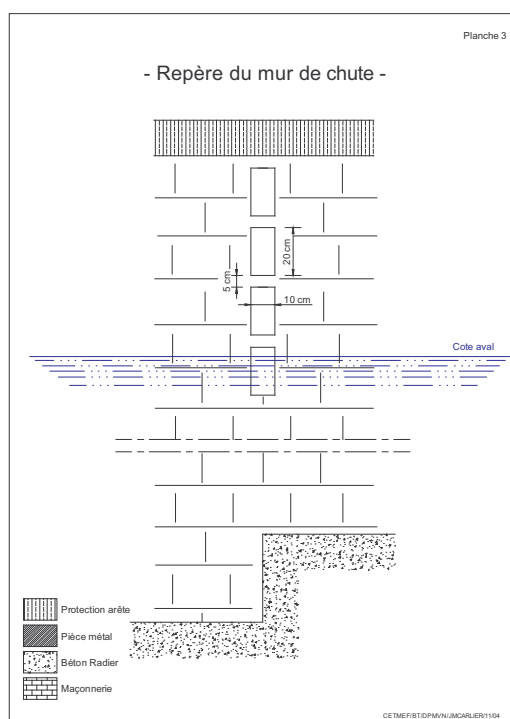 Planche 3
- Repère du mur de chute -
20 cm
5 cm
10 cm
Cote aval
Protection arête
Pièce métal
Béton Radier
Maçonnerie
CETMEF/BT/DPMVN/JMCARLIER/11/04